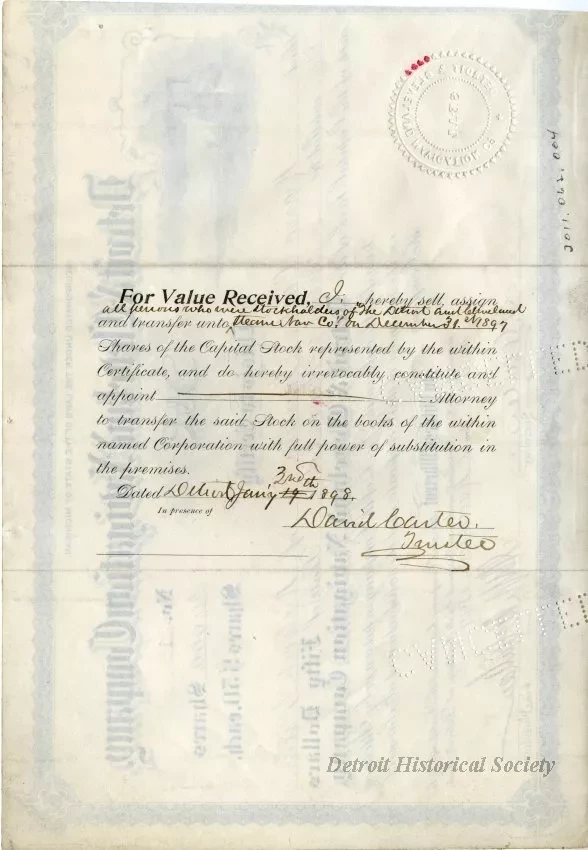 2011.062.004
For Value Received, I, hereby sell, assign
all persons who were stockholders of The Detroit and Cleveland
and transfer unto Steam Nav Co. on December 31st 1897
Shares of the Capital Stock represented by the within
Certificate, and do hereby irrevocably constitute and
appoint Attorney
to transfer the said Stock on the books of the within
named Corporation with full power of substitution in
the premises.
3rd
Dated Detroit, Jany 19th 1898.
In presence of
David Carter,
Trustee
CANCELLED
CANCELLED
Detroit Historical Society